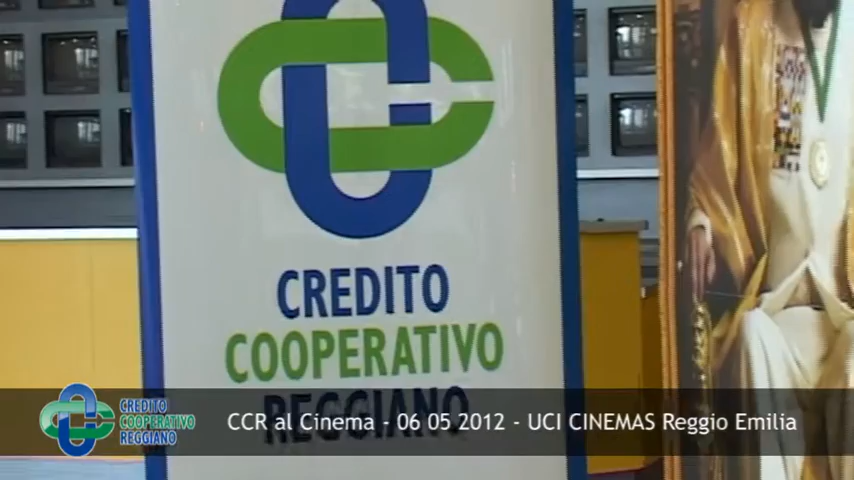 CREDITO
COOPERATIVO
REGGIANO
CREDITO
COOPERATIVO
REGGIANO
CCR al Cinema - 06 05 2012 - UCI CINEMAS Reggio Emilia